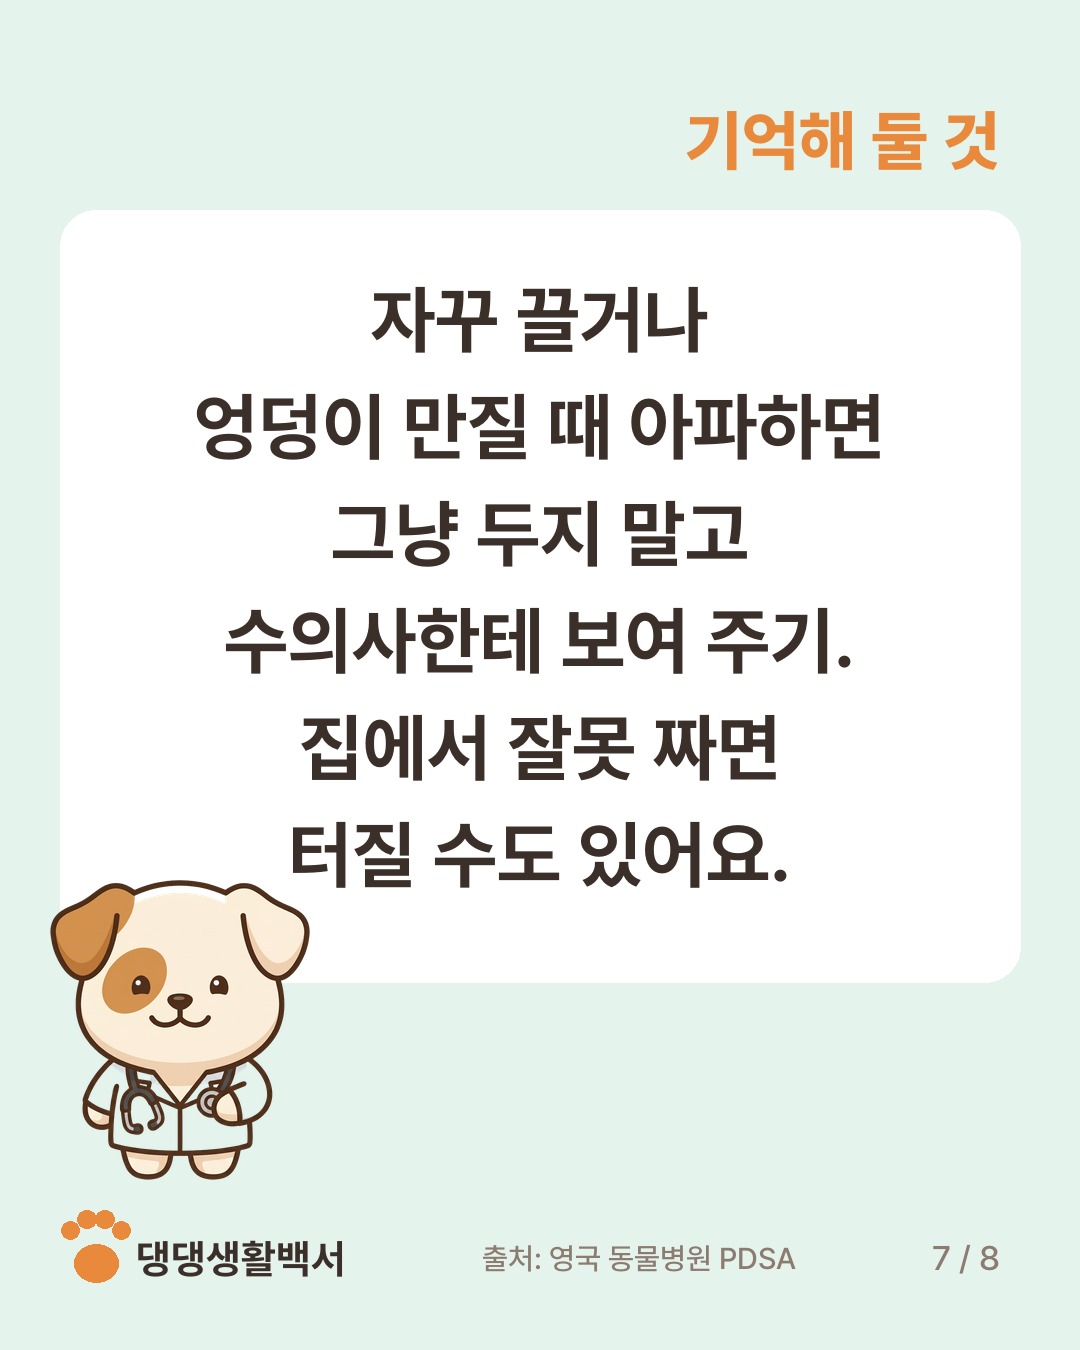 기억해 둘 것
자꾸 끌거나
엉덩이 만질 때 아파하면
그냥 두지 말고
수의사한테 보여 주기.
집에서 잘못 짜면
터질 수도 있어요.
댕댕생활백서
출처: 영국 동물병원 PDSA
7 / 8